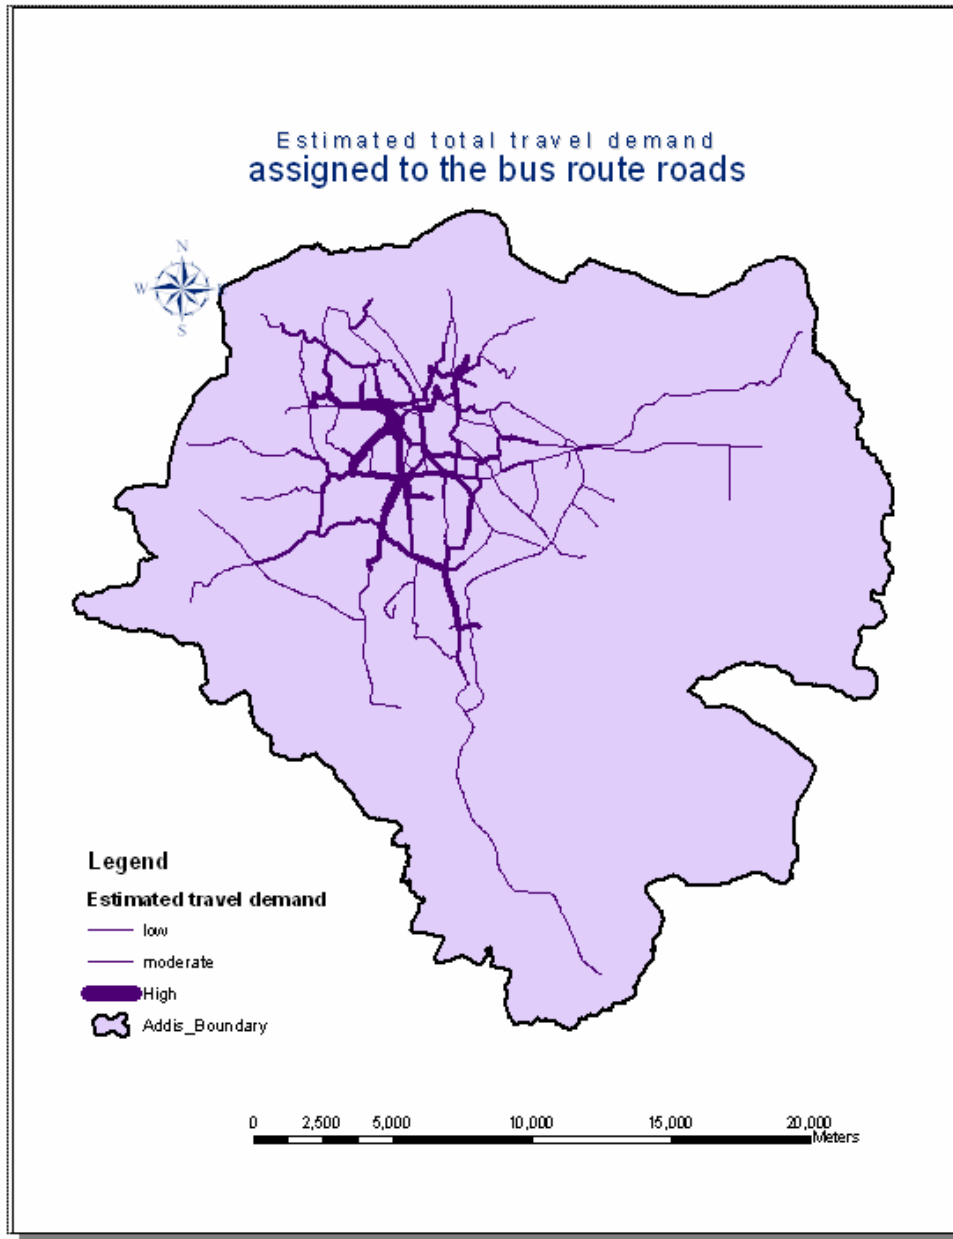 Estimated total travel demand
assigned to the bus route roads
N
W
S
Legend
Estimated travel demand
low
moderate
High
Addis_Boundary
0 2,500 5,000 10,000 15,000 20,000
Meters